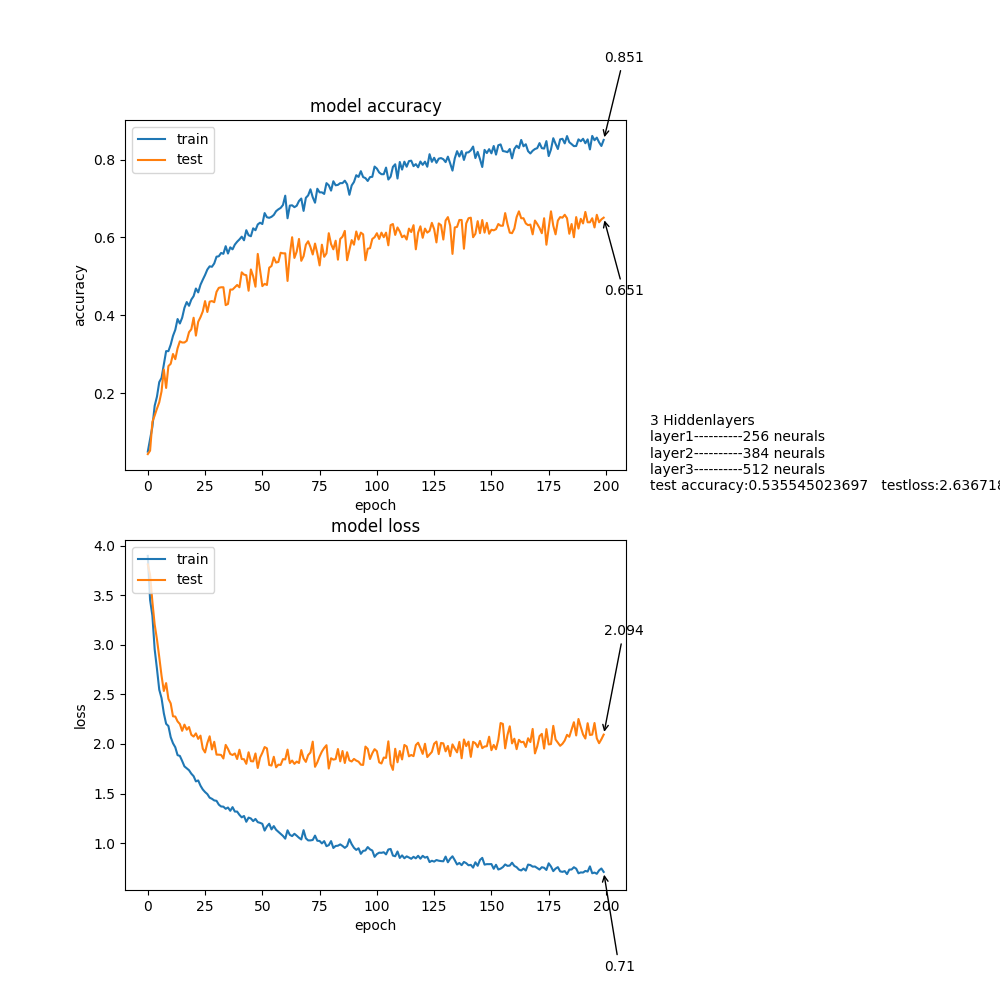 0.851
model accuracy
train
test
0.8
0.6
0.4
0.2
accuracy
0.651
0 25 50 75 100 125 150 175 200
epoch
3 Hiddenlayers
layer1----------256 neurals
layer2----------384 neurals
layer3----------512 neurals
test accuracy:0.535545023697 testloss:2.636718
model loss
train
test
4.0
3.5
3.0
2.5
2.0
1.5
1.0
loss
2.094
0 25 50 75 100 125 150 175 200
epoch
0.71